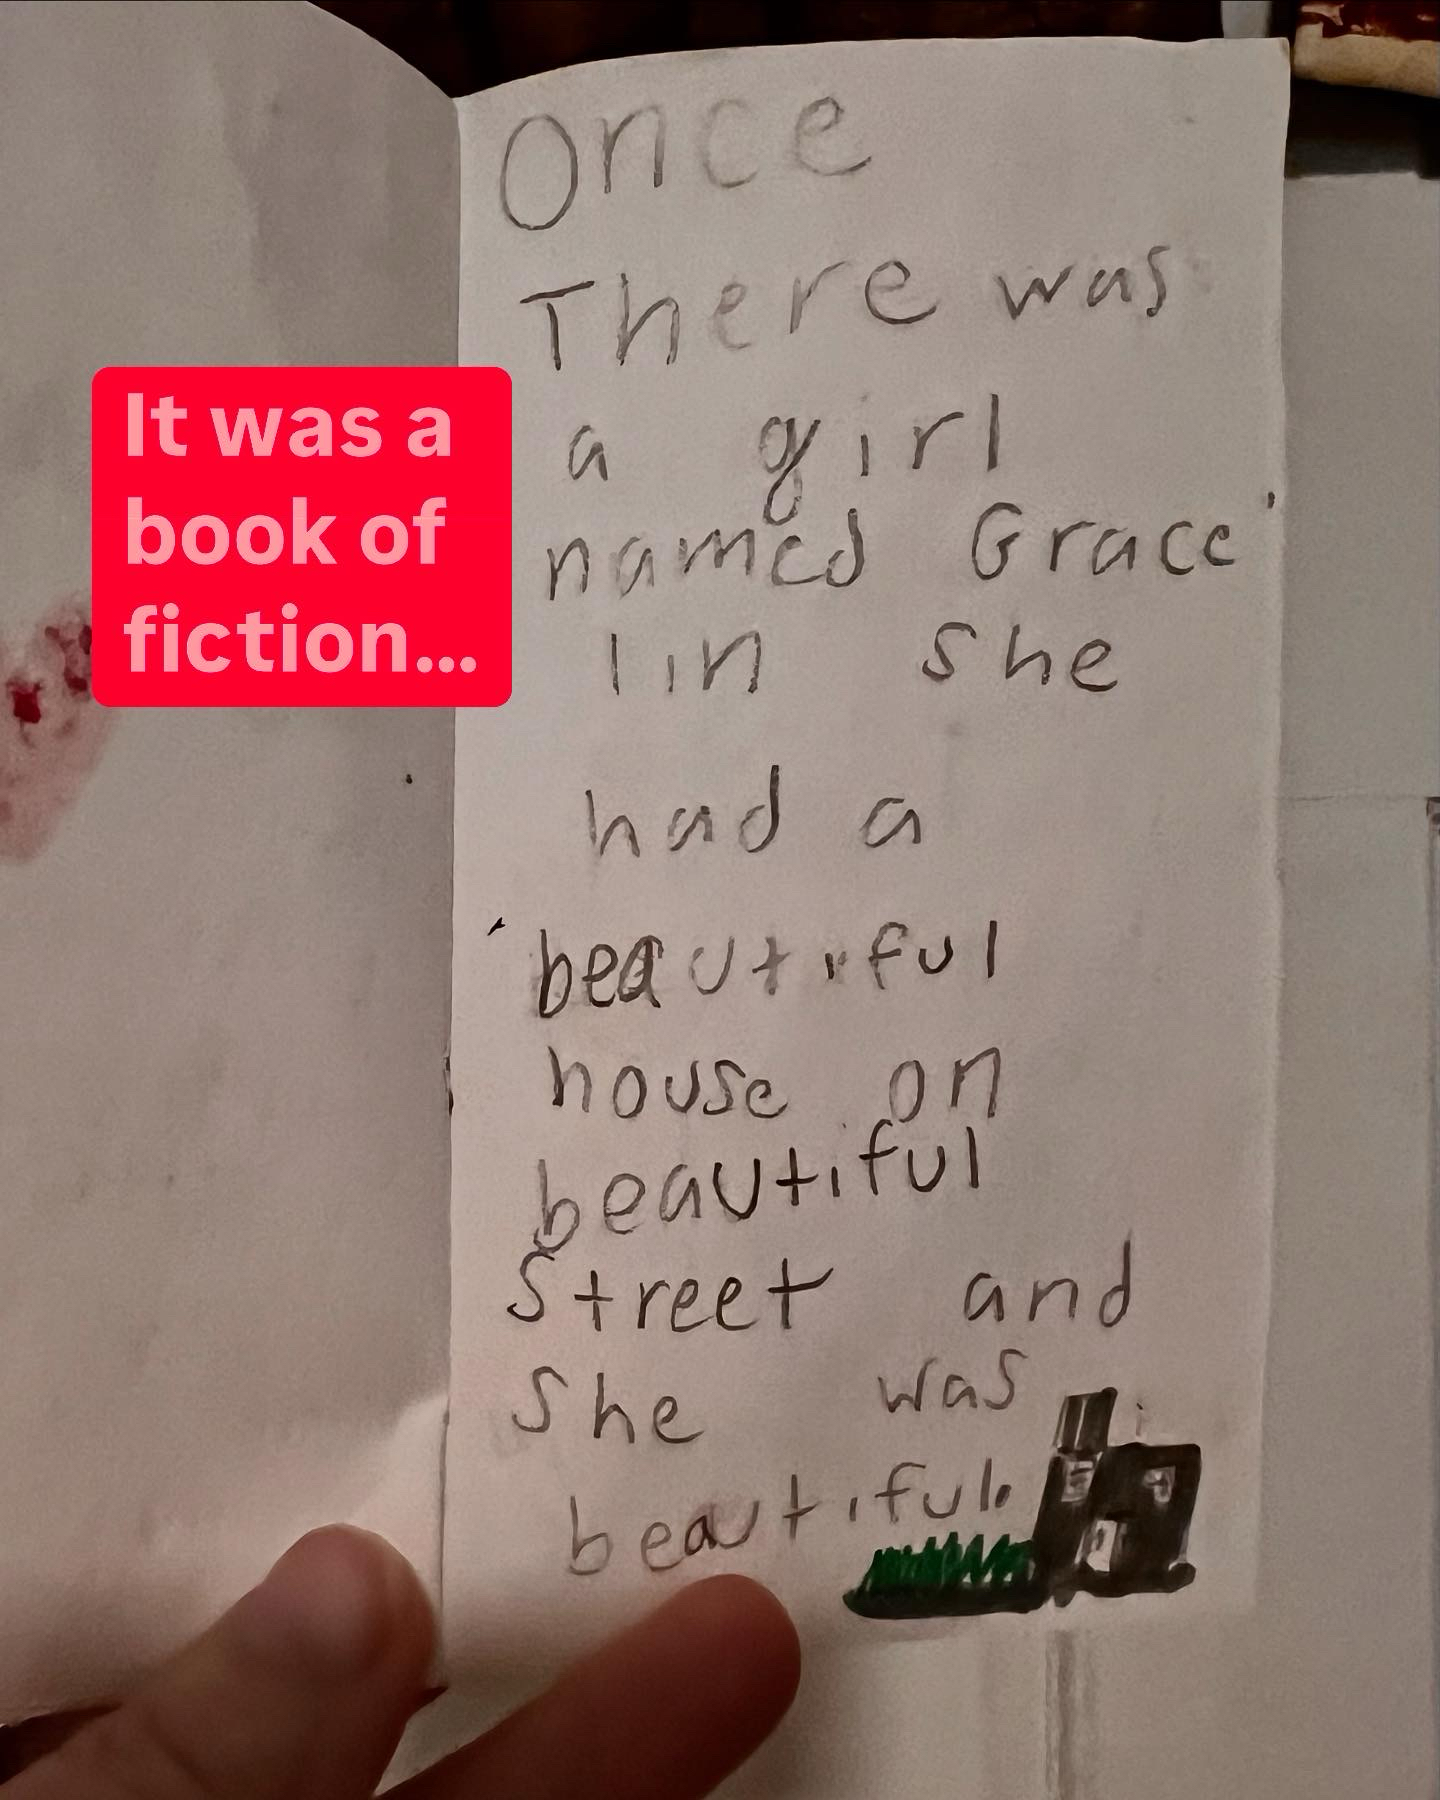 It was a
book of
fiction...
Once
There was
a girl
named Grace
lin she
had a
beautiful
house on
beautiful
Street and
She was
beautiful.